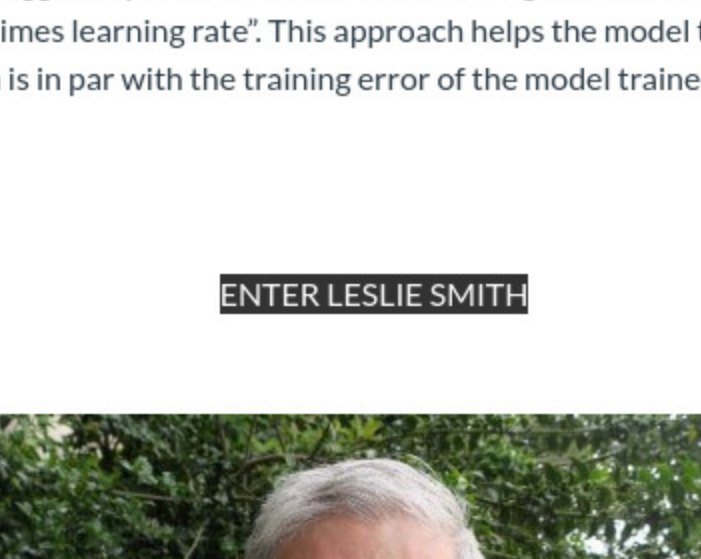 imes learning rate”. This approach helps the model
is in par with the training error of the model traine
ENTER LESLIE SMITH